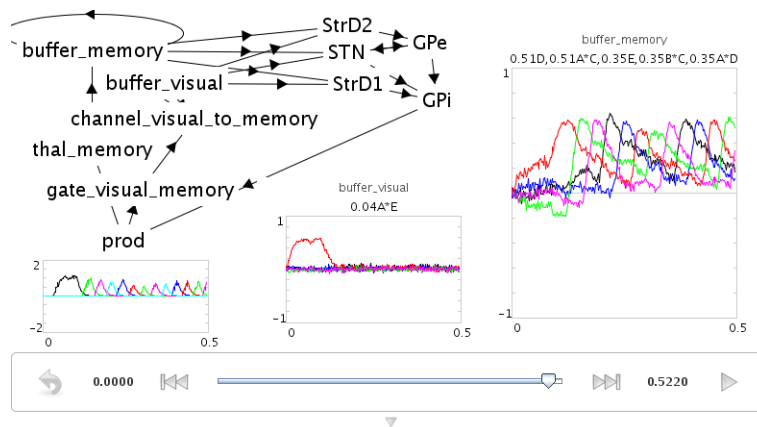 StrD2
buffer_memory
STN
GPe
buffer_visual
StrD1
GPi
channel_visual_to_memory
thal_memory
gate_visual_memory
prod
2
-2
0
0.5
buffer_visual
0.04A*E
1
-1
0
0.5
buffer_memory
0.51D,0.51A*C,0.35E,0.35B*C,0.35A*D
1
-1
0
0.5
0.0000
0.5220